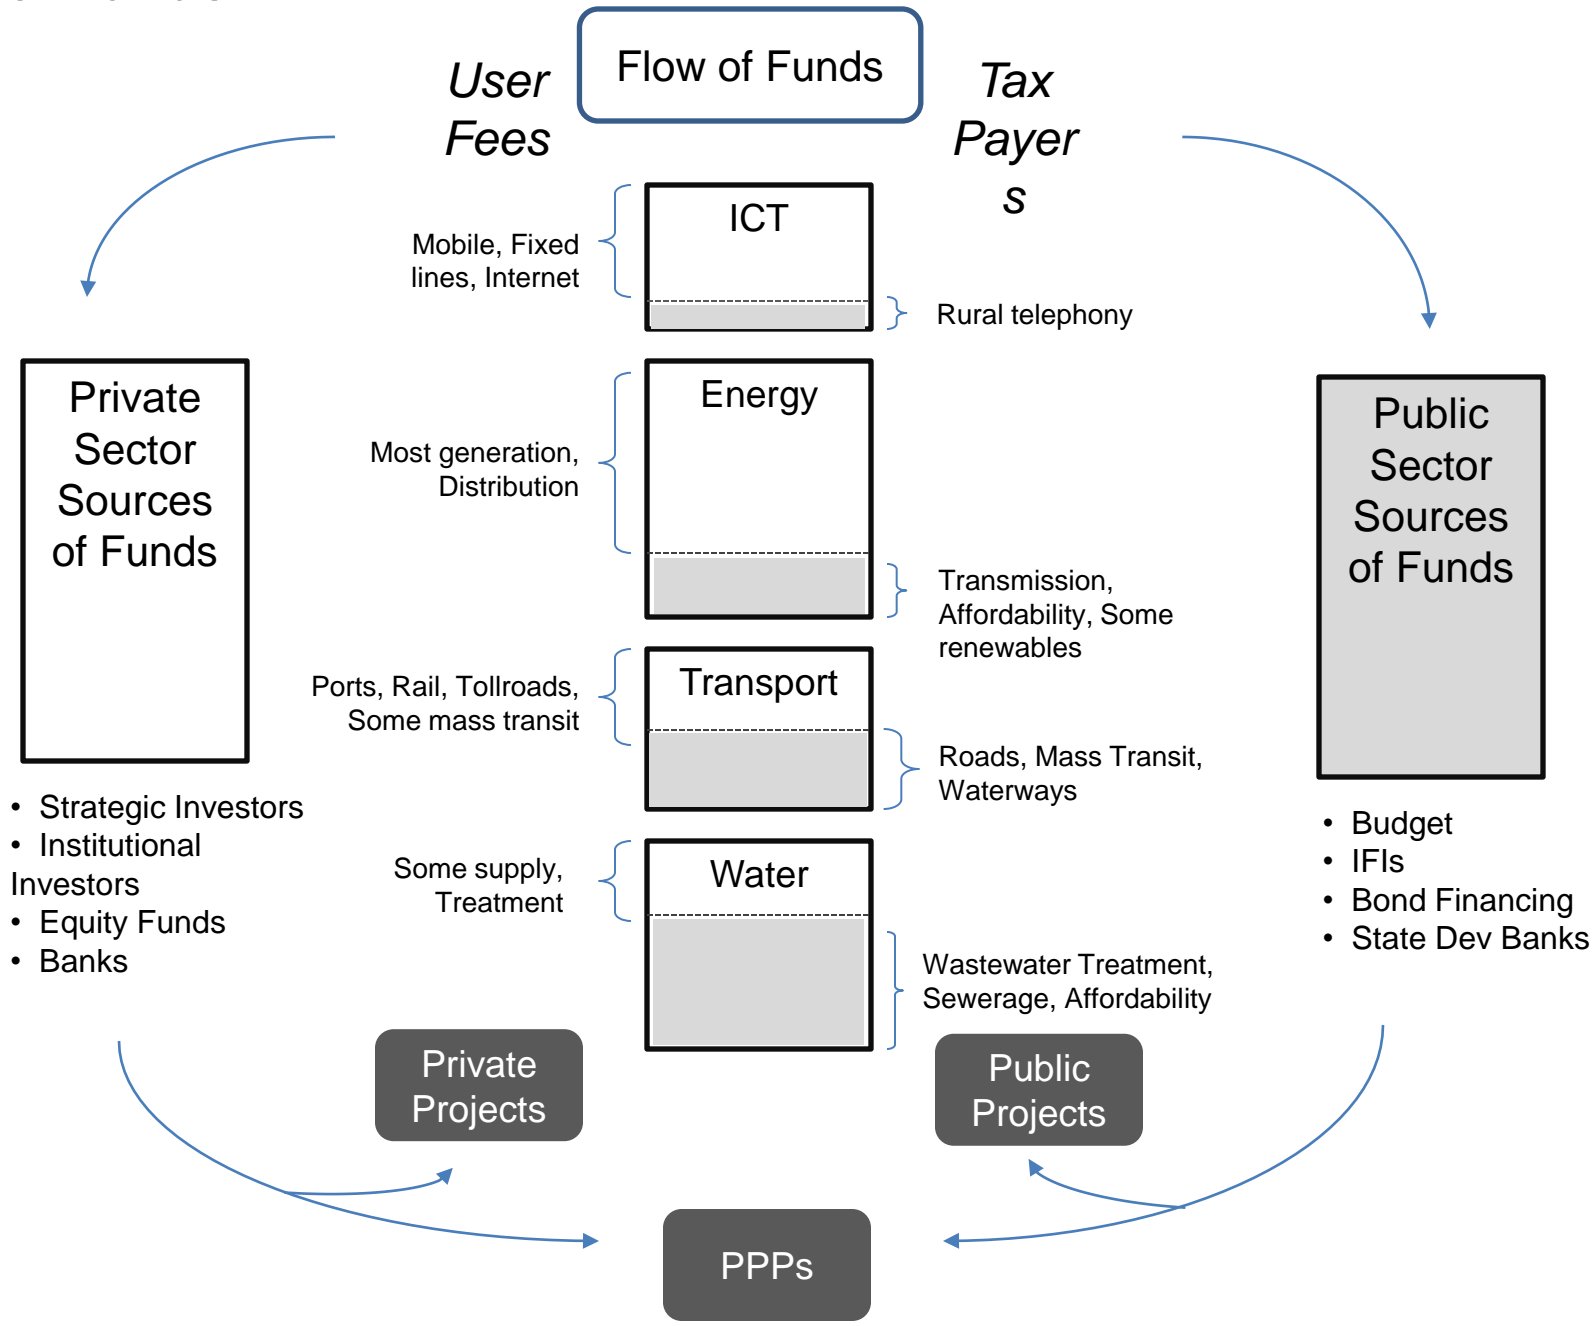 Flow of Funds
User
Fees
Tax
Payer
s
ICT
Mobile, Fixed
lines, Internet
Rural telephony
Private
Sector
Sources
of Funds
Energy
Most generation,
Distribution
Transmission,
Affordability, Some
renewables
Public
Sector
Sources
of Funds
Transport
Ports, Rail, Tollroads,
Some mass transit
Roads, Mass Transit,
Waterways
• Strategic Investors
• Institutional
Investors
• Equity Funds
• Banks
Water
Some supply,
Treatment
Wastewater Treatment,
Sewerage, Affordability
• Budget
• IFIs
• Bond Financing
• State Dev Banks
Private
Projects
Public
Projects
PPPs